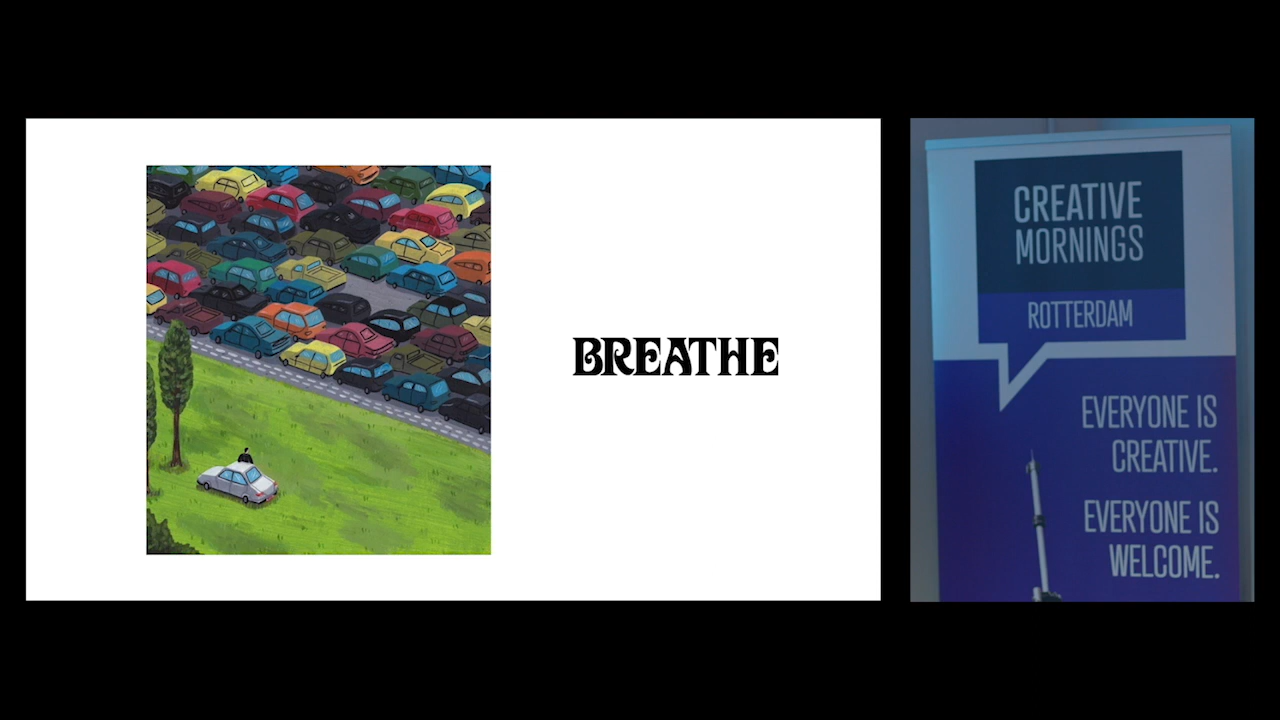 BREATHE
CREATIVE
MORNINGS
ROTTERDAM
EVERYONE IS
CREATIVE.
EVERYONE IS
WELCOME.